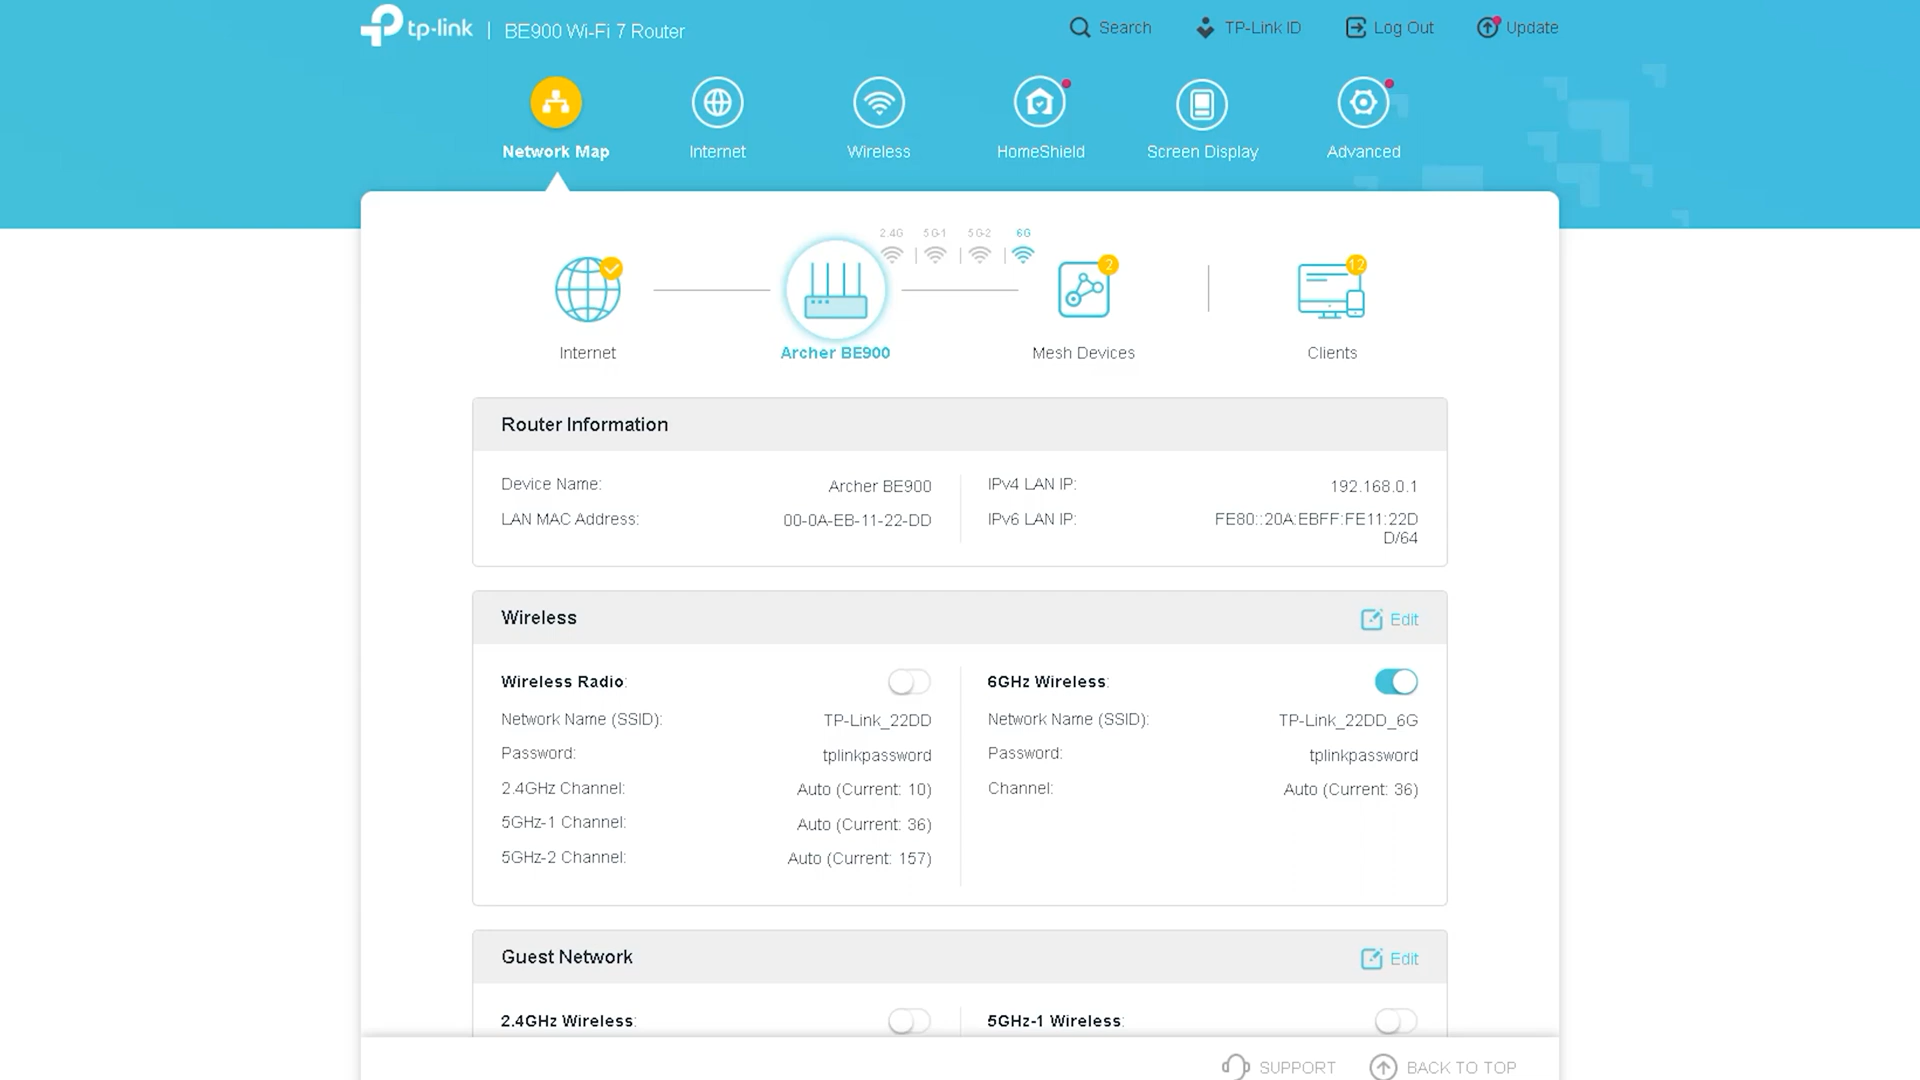 tp-link | BE900 Wi-Fi 7 Router
Search TP-Link ID Log Out Update
Network Map Internet Wireless HomeShield Screen Display Advanced
2.4G 5G-1 5G-2 6G
2 12
Internet Archer BE900 Mesh Devices Clients
Router Information
Device Name: Archer BE900
LAN MAC Address: 00-0A-EB-11-22-DD
IPv4 LAN IP: 192.168.0.1
IPv6 LAN IP: FE80::20A:EBFF:FE11:22D
D/64
Wireless Edit
Wireless Radio:
Network Name (SSID): TP-Link_22DD
Password: tplinkpassword
2.4GHz Channel: Auto (Current: 10)
5GHz-1 Channel: Auto (Current: 36)
5GHz-2 Channel: Auto (Current: 157)
6GHz Wireless:
Network Name (SSID): TP-Link_22DD_6G
Password: tplinkpassword
Channel: Auto (Current: 36)
Guest Network Edit
2.4GHz Wireless: 5GHz-1 Wireless:
SUPPORT BACK TO TOP